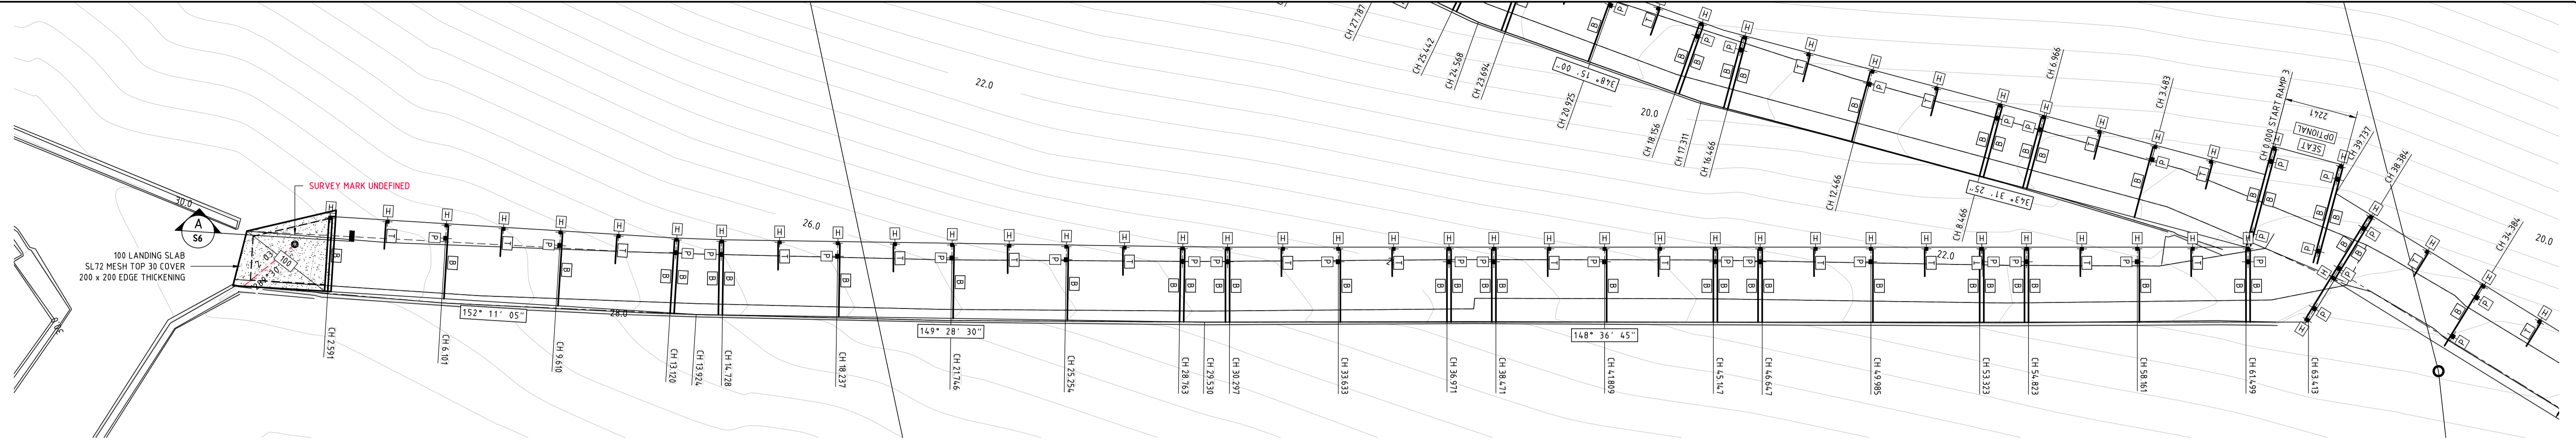 SURVEY MARK UNDEFINED
30.0
A
S6
100 LANDING SLAB
SL72 MESH TOP 30 COVER
200 x 200 EDGE THICKENING
100
152° 11' 05"
28.0
149° 28' 30"
148° 36' 45"
26.0
22.0
22.0
20.0
20.0
348° 15' 00"
343° 31' 25"
CH 2.591
CH 6.101
CH 9.610
CH 13.120
CH 13.924
CH 14.728
CH 18.237
CH 21.746
CH 25.254
CH 28.763
CH 29.530
CH 30.297
CH 33.633
CH 36.971
CH 38.471
CH 41.809
CH 45.147
CH 46.647
CH 49.985
CH 53.323
CH 54.823
CH 58.161
CH 61.499
CH 63.413
CH 27.787
CH 25.442
CH 24.568
CH 23.694
CH 20.925
CH 18.156
CH 17.311
CH 16.466
CH 12.466
CH 8.466
CH 6.966
CH 3.483
CH 0.000 START RAMP 3
2241
OPTIONAL
SEAT
CH 39.737
CH 38.384
CH 34.384
H
T
P
B